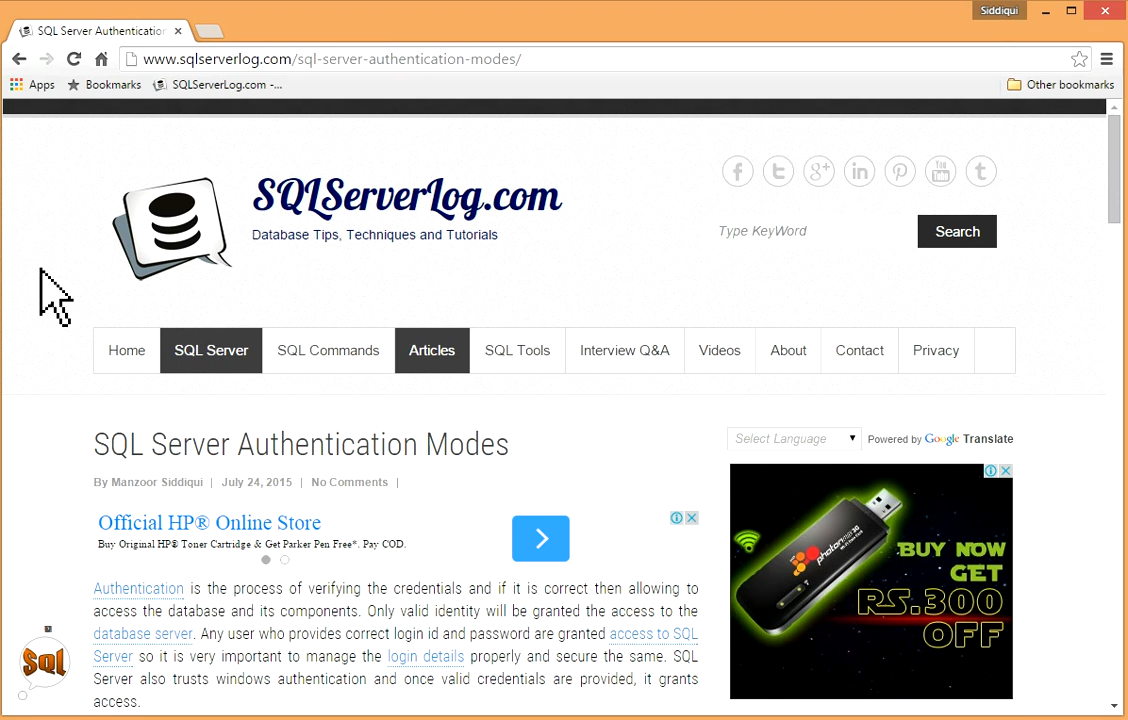 Siddiqui
SQL Server Authentication
www.sqlserverlog.com/sql-server-authentication-modes/
Apps Bookmarks SQLServerLog.com -... Other bookmarks
SQLServerLog.com
Database Tips, Techniques and Tutorials
f t g+ in p You Tube t
Type KeyWord Search
Home SQL Server SQL Commands Articles SQL Tools Interview Q&A Videos About Contact Privacy
SQL Server Authentication Modes
Select Language Powered by Google Translate
By Manzoor Siddiqui | July 24, 2015 | No Comments |
Official HP® Online Store
Buy Original HP® Toner Cartridge & Get Parker Pen Free*. Pay COD.
Authentication is the process of verifying the credentials and if it is correct then allowing to
access the database and its components. Only valid identity will be granted the access to the
database server. Any user who provides correct login id and password are granted access to SQL
Server so it is very important to manage the login details properly and secure the same. SQL
Server also trusts windows authentication and once valid credentials are provided, it grants
access.
Sql
photon
BUY NOW
GET
RS.300
OFF